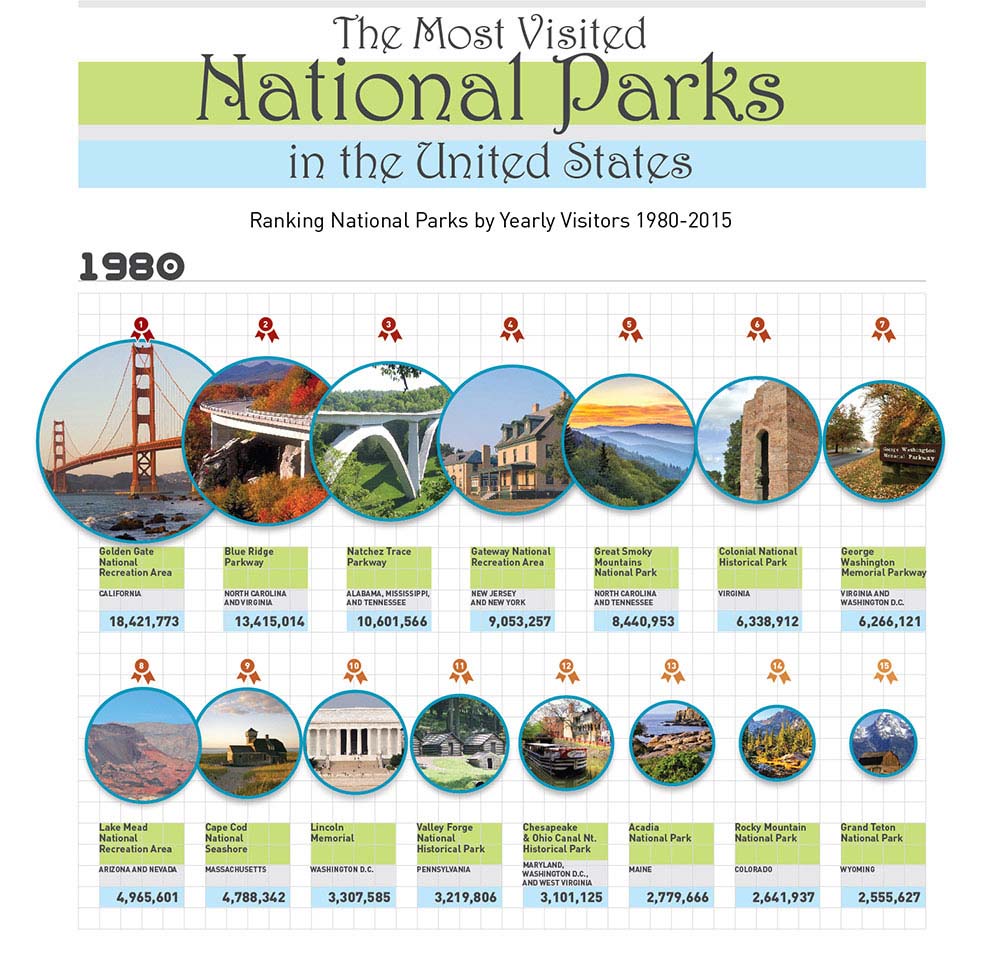 The Most Visited
National Parks
in the United States
Ranking National Parks by Yearly Visitors 1980-2015
1980
1 2 3 4 5 6 7
George Washington
Memorial Parkway
Golden Gate
National
Recreation Area
CALIFORNIA
18,421,773
Blue Ridge
Parkway
NORTH CAROLINA
AND VIRGINIA
13,415,014
Natchez Trace
Parkway
ALABAMA, MISSISSIPPI,
AND TENNESSEE
10,601,566
Gateway National
Recreation Area
NEW JERSEY
AND NEW YORK
9,053,257
Great Smoky
Mountains
National Park
NORTH CAROLINA
AND TENNESSEE
8,440,953
Colonial National
Historical Park
VIRGINIA
6,338,912
George
Washington
Memorial Parkway
VIRGINIA AND
WASHINGTON D.C.
6,266,121
8 9 10 11 12 13 14 15
Lake Mead
National
Recreation Area
ARIZONA AND NEVADA
4,965,601
Cape Cod
National
Seashore
MASSACHUSETTS
4,788,342
Lincoln
Memorial
WASHINGTON D.C.
3,307,585
Valley Forge
National
Historical Park
PENNSYLVANIA
3,219,806
Chesapeake
& Ohio Canal Nt.
Historical Park
MARYLAND,
WASHINGTON D.C.,
AND WEST VIRGINIA
3,101,125
Acadia
National Park
MAINE
2,779,666
Rocky Mountain
National Park
COLORADO
2,641,937
Grand Teton
National Park
WYOMING
2,555,627